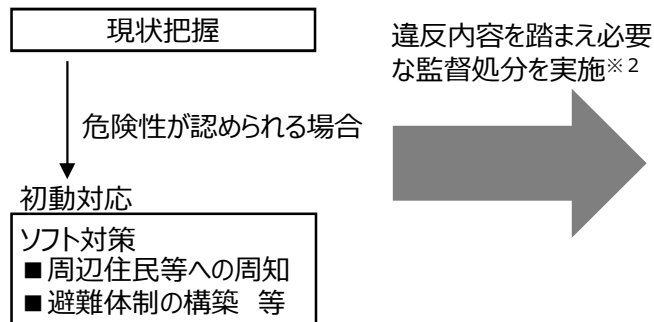 現状把握
危険性が認められる場合
初動対応
ソフト対策
■周辺住民等への周知
■避難体制の構築 等
違反内容を踏まえ必要
な監督処分を実施※2